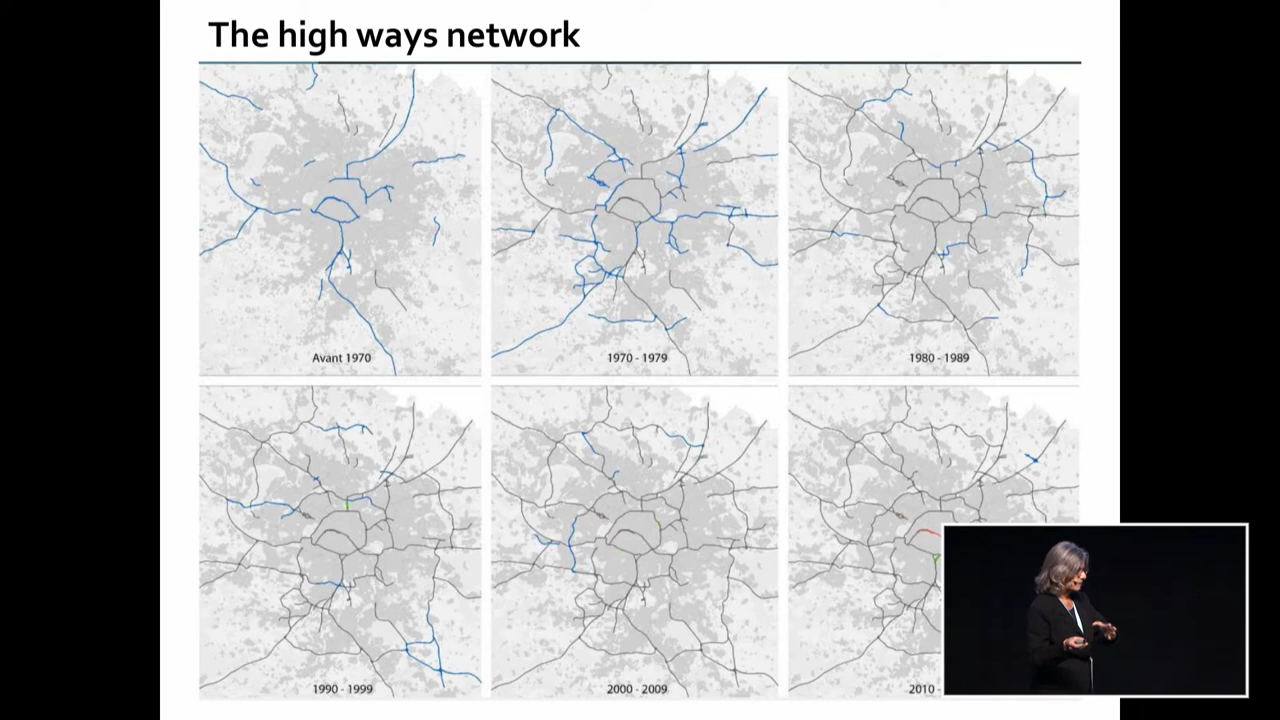 The high ways network
Avant 1970
1970 - 1979
1980 - 1989
1990 - 1999
2000 - 2009
2010 -